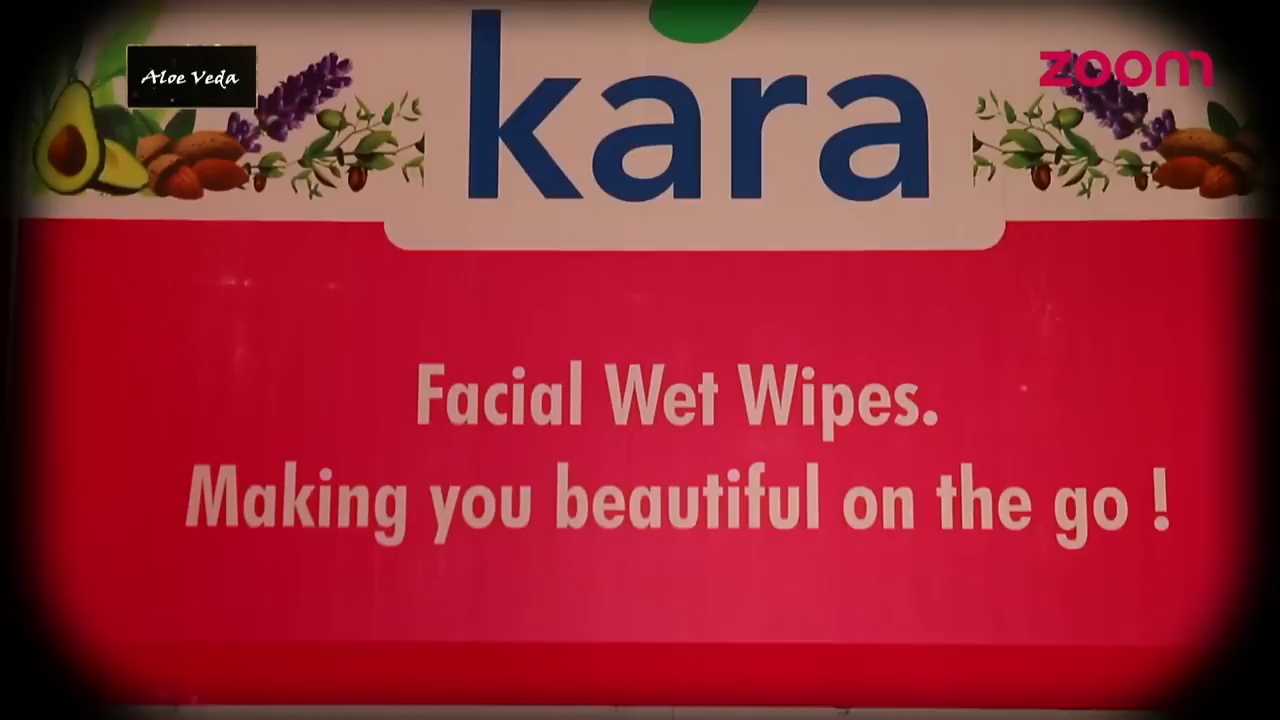 Aloe Veda
zoom
kara
Facial Wet Wipes.
Making you beautiful on the go !